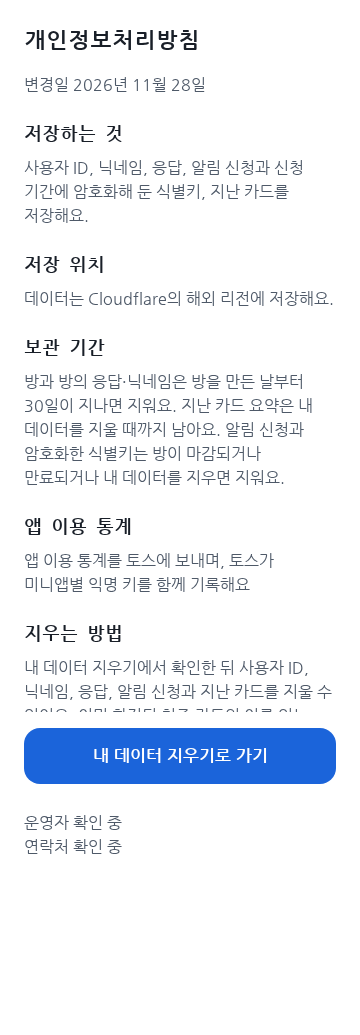 개인정보처리방침
변경일 2026년 11월 28일
저장하는 것
사용자 ID, 닉네임, 응답, 알림 신청과 신청
기간에 암호화해 둔 식별키, 지난 카드를
저장해요.
저장 위치
데이터는 Cloudflare의 해외 리전에 저장해요.
보관 기간
방과 방의 응답·닉네임은 방을 만든 날부터
30일이 지나면 지워요. 지난 카드 요약은 내
데이터를 지울 때까지 남아요. 알림 신청과
암호화한 식별키는 방이 마감되거나
만료되거나 내 데이터를 지우면 지워요.
앱 이용 통계
앱 이용 통계를 토스에 보내며, 토스가
미니앱별 익명 키를 함께 기록해요
지우는 방법
내 데이터 지우기에서 확인한 뒤 사용자 ID,
닉네임, 응답, 알림 신청과 지난 카드를 지울 수
내 데이터 지우기로 가기
운영자 확인 중
연락처 확인 중